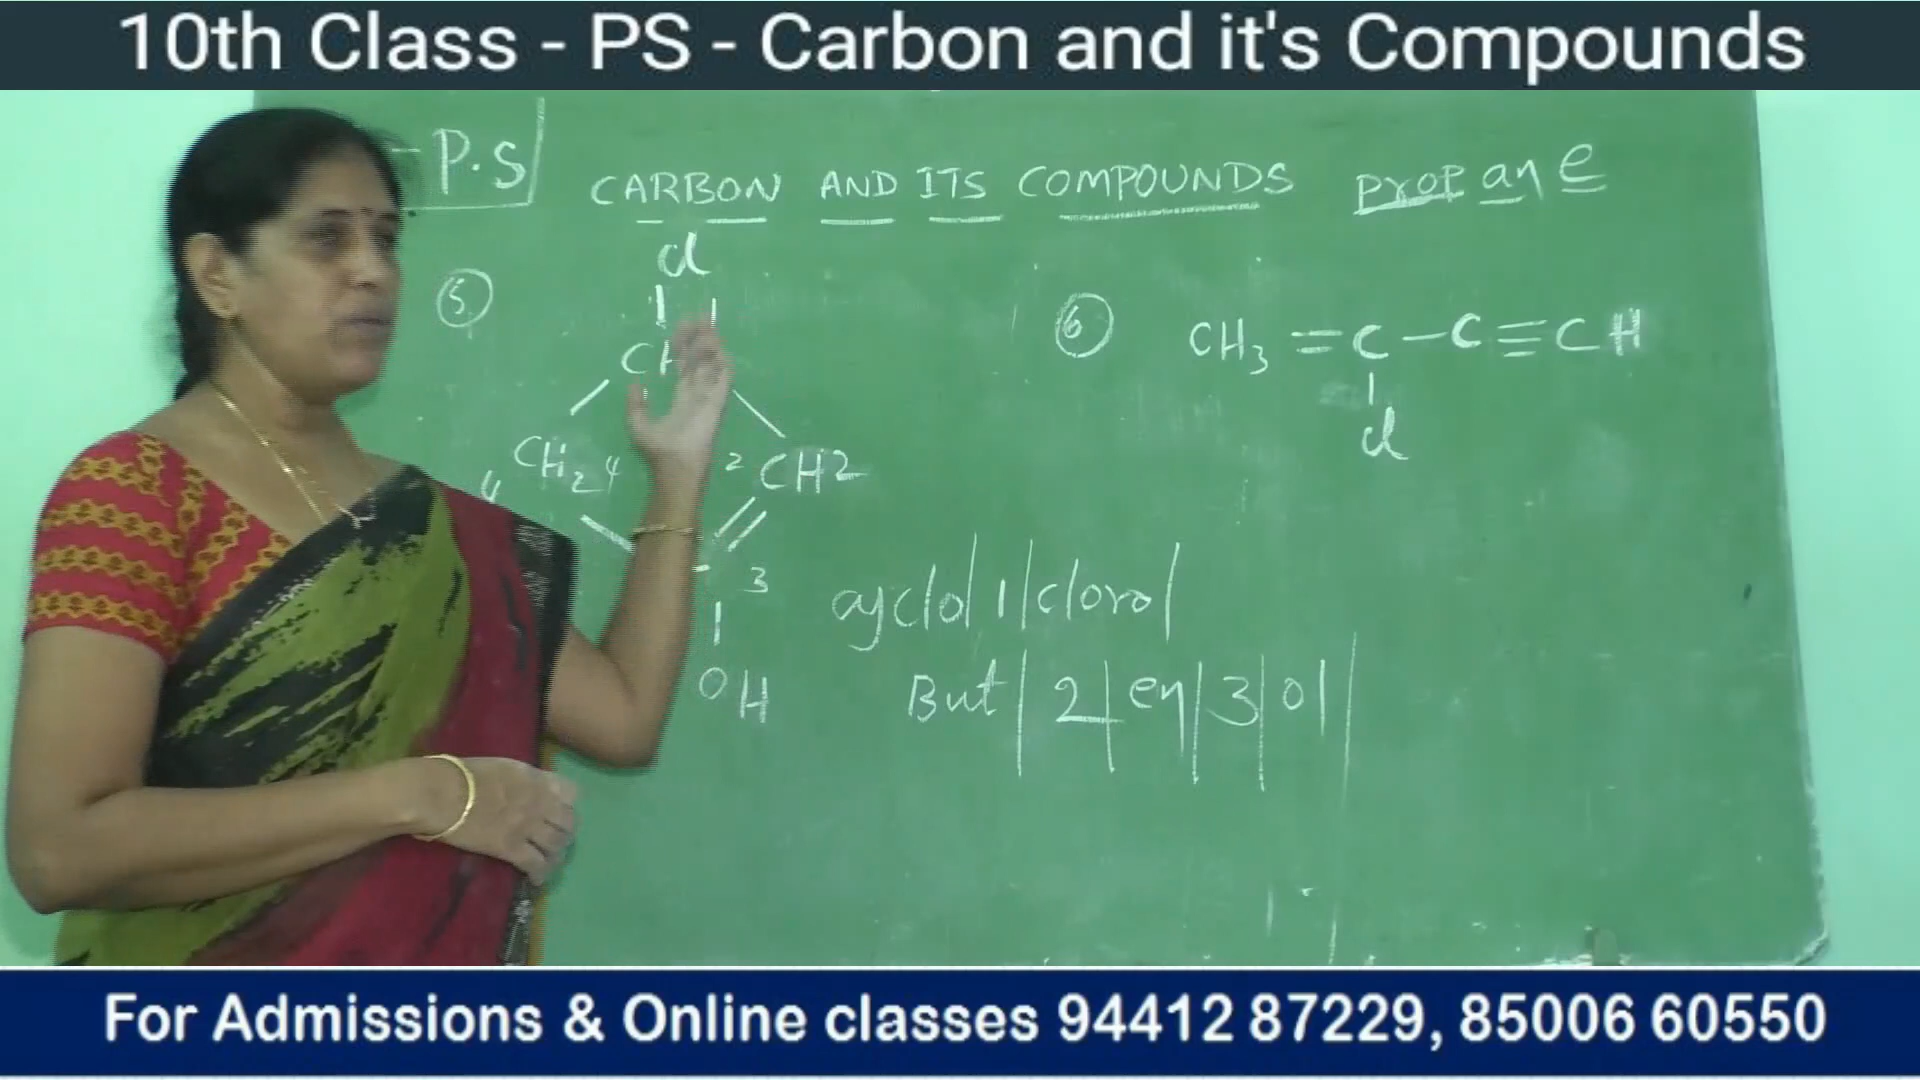 10th Class - PS - Carbon and it's Compounds
- P.S
CARBON AND ITS COMPOUNDS
PROPANE
5
Cl
CH
CH2 4
4
2 CH2
3
OH
cyclo | 1 | cloro |
But | 2 | en | 3 | ol |
6
CH3 = C - C ≡ CH
Cl
For Admissions & Online classes 94412 87229, 85006 60550